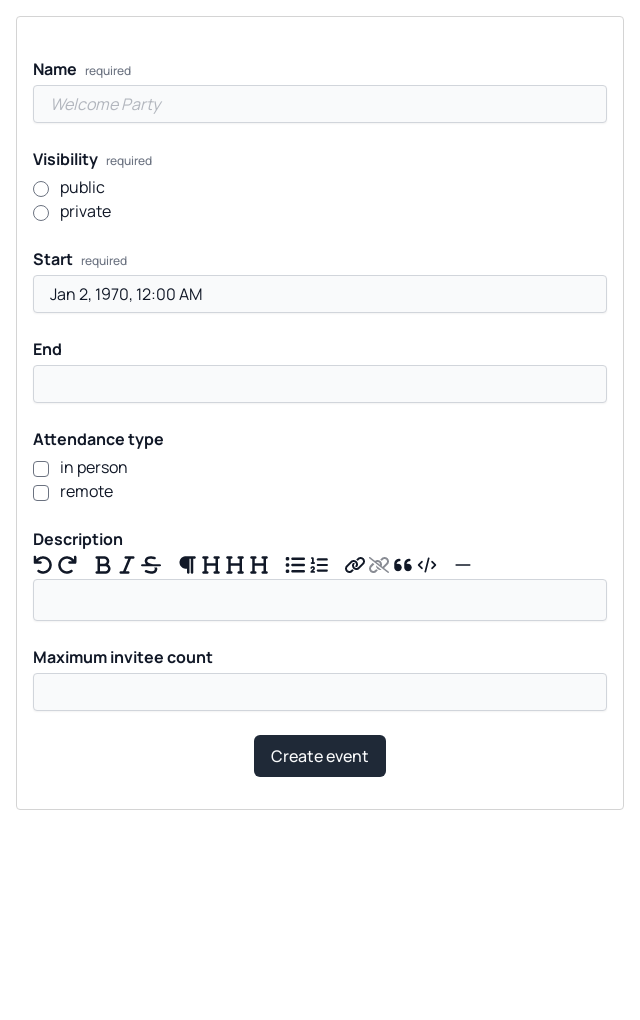 Name required
Welcome Party
Visibility required
public
private
Start required
Jan 2, 1970, 12:00 AM
End
Attendance type
in person
remote
Description
Maximum invitee count
Create event